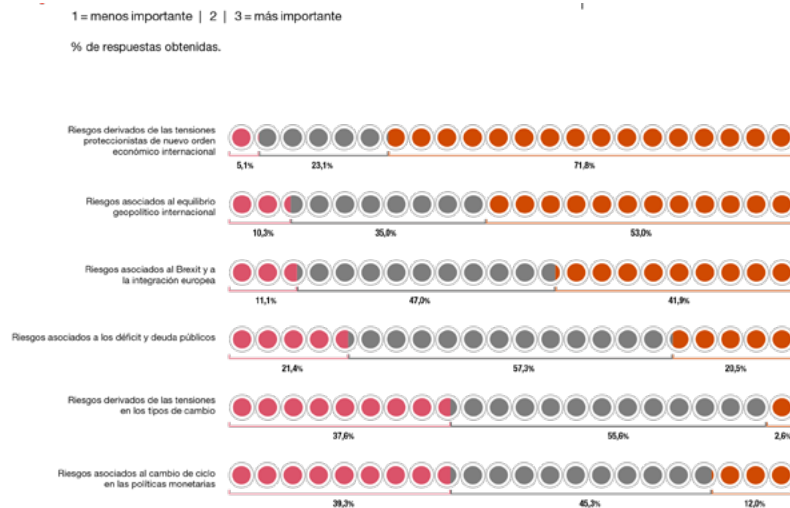 1 = menos importante | 2 | 3 = más importante
% de respuestas obtenidas.
Riesgos derivados de las tensiones
proteccionistas de nuevo orden
económico internacional
5,1% 23,1% 71,8%
Riesgos asociados al equilibrio
geopolítico internacional
10,3% 35,0% 53,0%
Riesgos asociados al Brexit y a
la integración europea
11,1% 47,0% 41,9%
Riesgos asociados a los déficit y deuda públicos
21,4% 57,3% 20,5%
Riesgos derivados de las tensiones
en los tipos de cambio
37,6% 55,6% 2,6%
Riesgos asociados al cambio de ciclo
en las políticas monetarias
39,3% 45,3% 12,0%